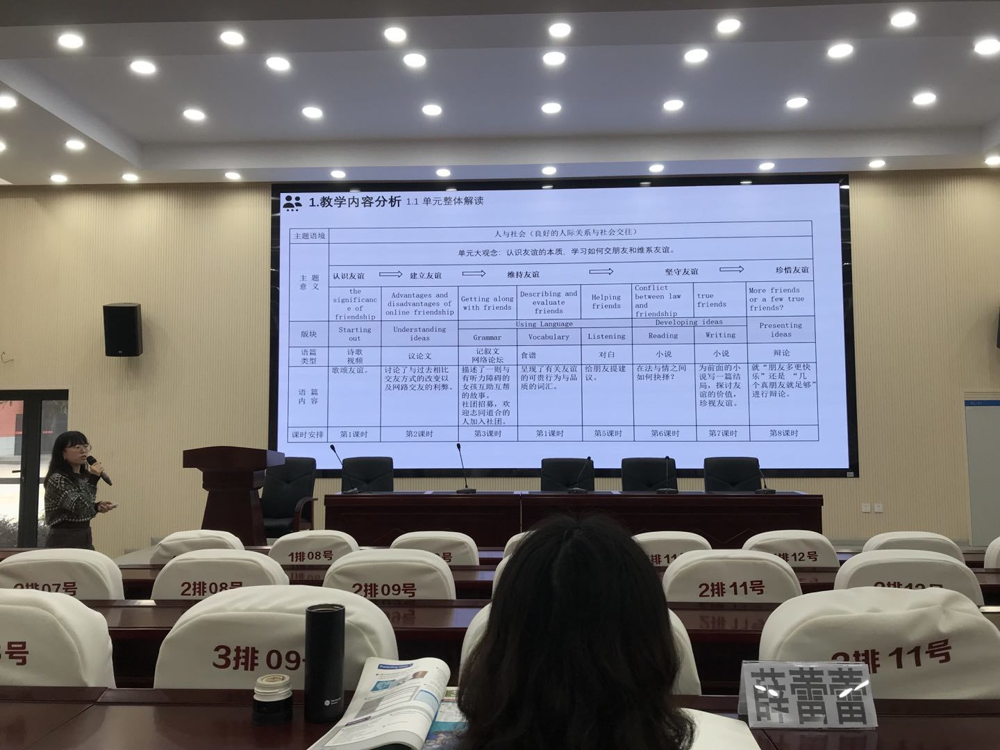 1.教学内容分析 1.1 单元整体解读
主题语境
人与社会（良好的人际关系与社会交往）
主 题
意 义
单元大观念：认识友谊的本质，学习如何交朋友和维系友谊。
认识友谊
建立友谊
维持友谊
坚守友谊
珍惜友谊
the
significanc
e of
friendship
Advantages and
disadvantages of
online friendship
Getting along
with friends
Describing and
evaluate
friends
Helping
friends
Conflict
between law
and
friendship
true
friends
More friends
or a few true
friends?
版块
Starting
out
Understanding
ideas
Using Language
Grammar
Vocabulary
Listening
Developing ideas
Reading
Writing
Presenting
ideas
语篇
类型
诗歌
视频
议论文
记叙文
网络论坛
食谱
对白
小说
小说
辩论
语 篇
内 容
歌颂友谊。
讨论了与过去相比
交友方式的改变以
及网路交友的利弊。
描述了一则与
有听力障碍的
女孩互助互帮
的故事。
社团招募，欢
迎志同道合的
人加入社团。
呈现了有关友谊
的可贵行为与品
质的词汇。
给朋友提建
议。
在法与情之间
如何抉择？
为前面的小
说写一篇结
局，探讨友
谊的价值，
珍视友谊。
就“朋友多更快
乐”还是 “几
个真朋友就足够”
进行辩论。
课时安排
第1课时
第2课时
第3课时
第1课时
第5课时
第6课时
第7课时
第8课时
1排08号
号
排11
排12号
2排07号
2排08号
2排09号
2排11号
2排12号
号
3排09号
3排11号
Presenting ideas
薛蕾蕾